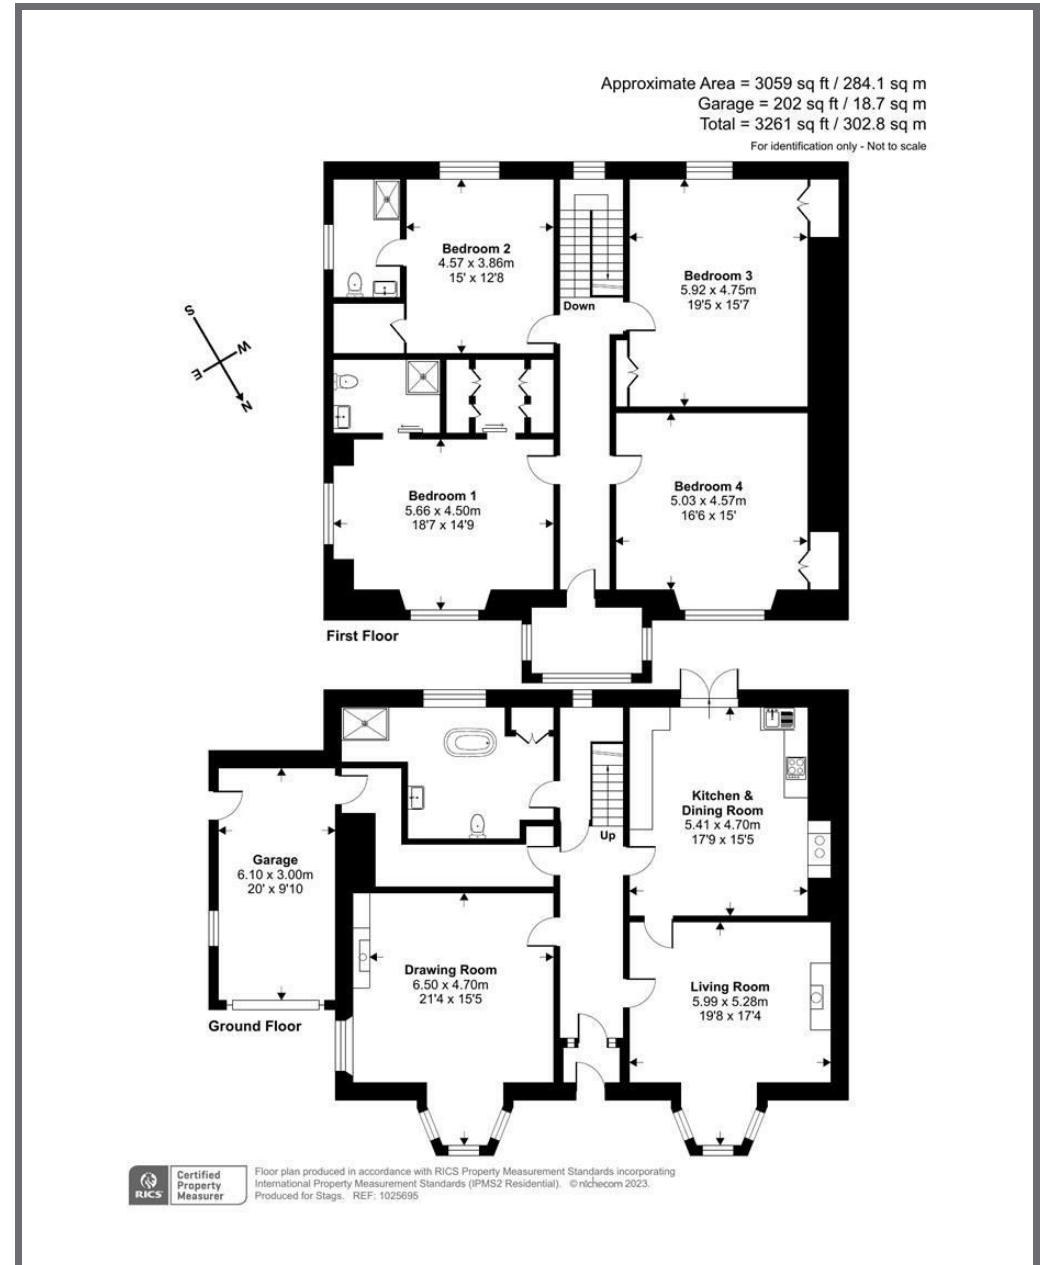 Approximate Area = 3059 sq ft / 284.1 sq m
Garage = 202 sq ft / 18.7 sq m
Total = 3261 sq ft / 302.8 sq m
For identification only - Not to scale
Bedroom 2
4.57 x 3.86m
15' x 12'8
Down
Bedroom 3
5.92 x 4.75m
19'5 x 15'7
S
W
E
N
Bedroom 1
5.66 x 4.50m
18'7 x 14'9
Bedroom 4
5.03 x 4.57m
16'6 x 15'
First Floor
Kitchen &
Dining Room
5.41 x 4.70m
17'9 x 15'5
Up
Garage
6.10 x 3.00m
20' x 9'10
Drawing Room
6.50 x 4.70m
21'4 x 15'5
Living Room
5.99 x 5.28m
19'8 x 17'4
Ground Floor
RICS
Certified
Property
Measurer
Floor plan produced in accordance with RICS Property Measurement Standards incorporating
International Property Measurement Standards (IPMS2 Residential). ©nichecom 2023.
Produced for Stags. REF: 1025695